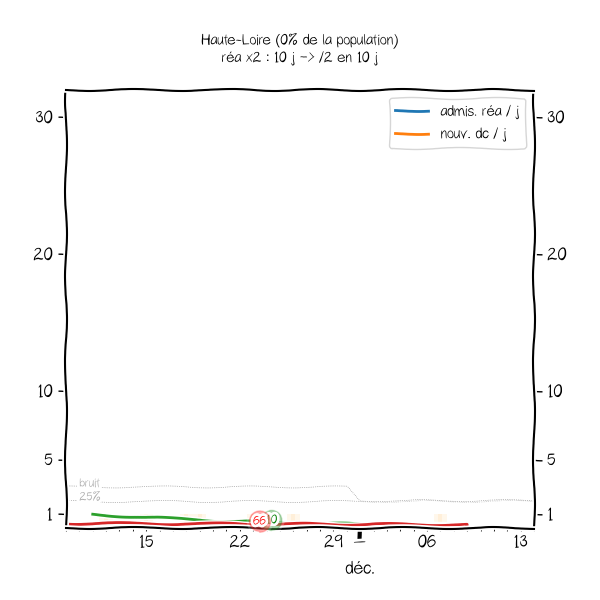 Haute-Loire (0% de la population)
réa x2 : 10 j -> /2 en 10 j
admis. réa / j
nouv. dc / j
30
30
20
20
10
10
5
5
bruit
25%
1
1
66
15
22
29
06
13
déc.